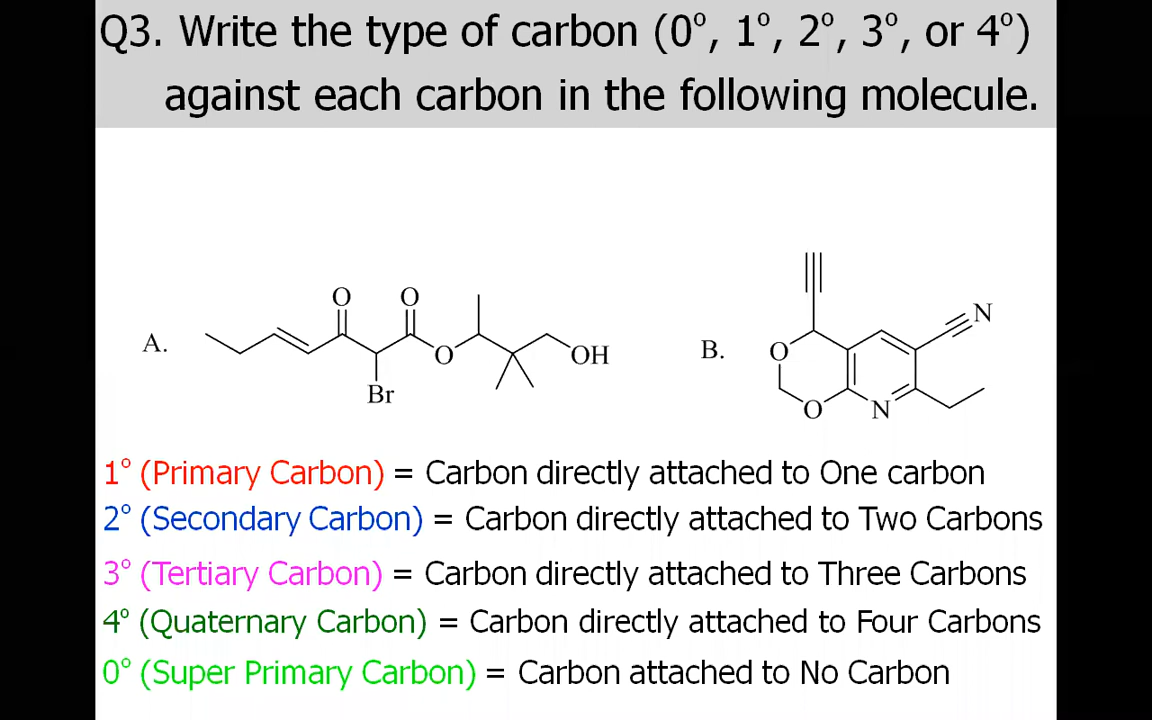 Q3. Write the type of carbon (0°, 1°, 2°, 3°, or 4°)
against each carbon in the following molecule.
A.
O
O
O
Br
OH
B.
O
O
N
N
1° (Primary Carbon) = Carbon directly attached to One carbon
2° (Secondary Carbon) = Carbon directly attached to Two Carbons
3° (Tertiary Carbon) = Carbon directly attached to Three Carbons
4° (Quaternary Carbon) = Carbon directly attached to Four Carbons
0° (Super Primary Carbon) = Carbon attached to No Carbon